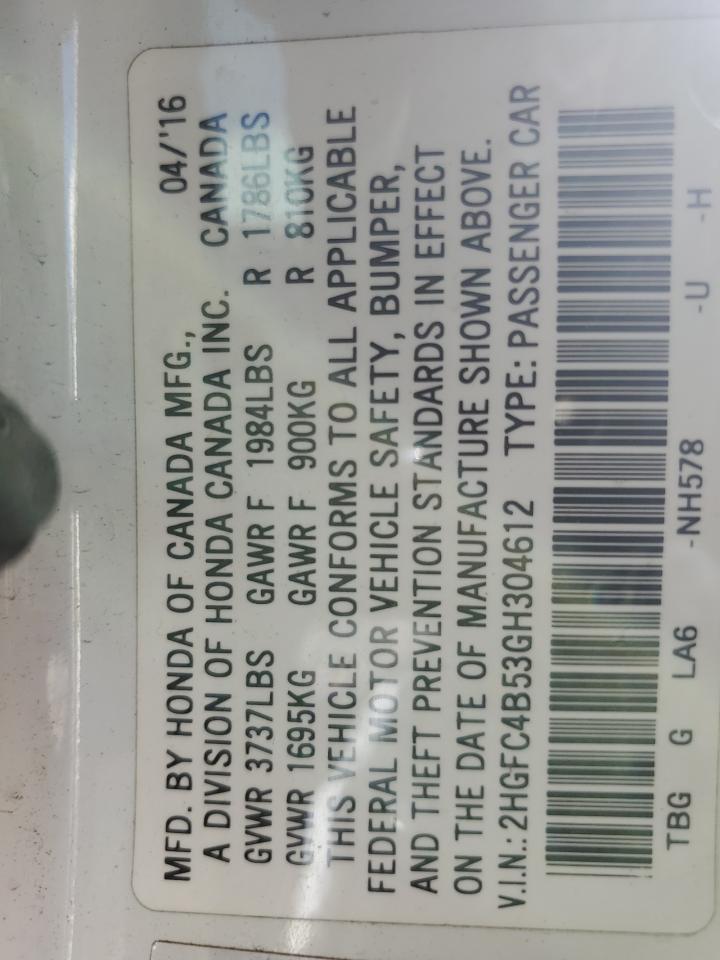 MFD. BY HONDA OF CANADA MFG., 04/'16
A DIVISION OF HONDA CANADA INC. CANADA
GVWR 3737LBS GAWR F 1984LBS R 1786LBS
GVWR 1695KG GAWR F 900KG R 810KG
THIS VEHICLE CONFORMS TO ALL APPLICABLE
FEDERAL MOTOR VEHICLE SAFETY, BUMPER,
AND THEFT PREVENTION STANDARDS IN EFFECT
ON THE DATE OF MANUFACTURE SHOWN ABOVE.
V.I.N.: 2HGFC4B53GH304612 TYPE: PASSENGER CAR
TBG G LA6 -NH578 -U -H